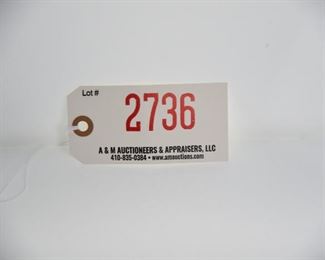 Lot #
2736
A & M AUCTIONEERS & APPRAISERS, LLC
410-835-0384 • www.amauctions.com